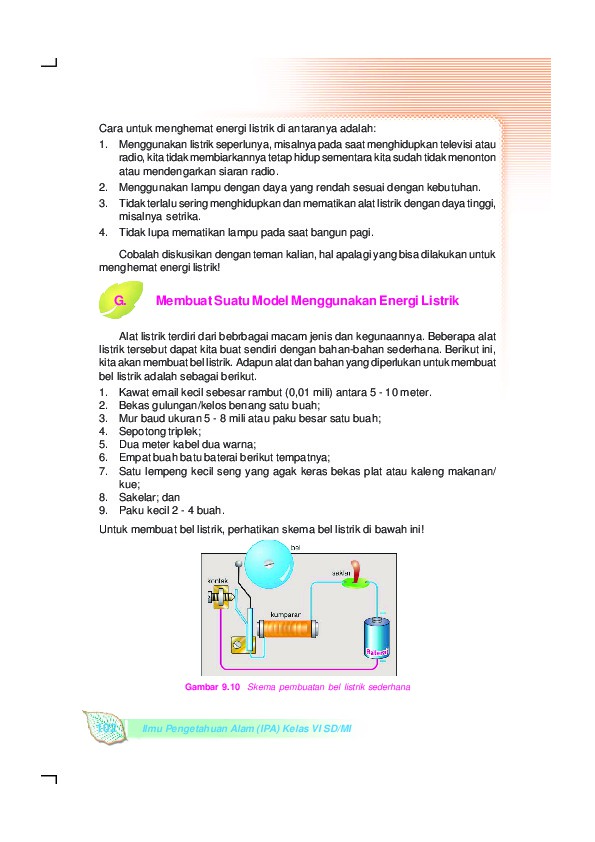 Cara untuk menghemat energi listrik di antaranya adalah:
1. Menggunakan listrik seperlunya, misalnya pada saat menghidupkan televisi atau
radio, kita tidak membiarkannya tetap hidup sementara kita sudah tidak menonton
atau mendengarkan siaran radio.
2. Menggunakan lampu dengan daya yang rendah sesuai dengan kebutuhan.
3. Tidak terlalu sering menghidupkan dan mematikan alat listrik dengan daya tinggi,
misalnya setrika.
4. Tidak lupa mematikan lampu pada saat bangun pagi.
Cobalah diskusikan dengan teman kalian, hal apalagi yang bisa dilakukan untuk
menghemat energi listrik!
G. Membuat Suatu Model Menggunakan Energi Listrik
Alat listrik terdiri dari bebrbagai macam jenis dan kegunaannya. Beberapa alat
listrik tersebut dapat kita buat sendiri dengan bahan-bahan sederhana. Berikut ini,
kita akan membuat bel listrik. Adapun alat dan bahan yang diperlukan untuk membuat
bel listrik adalah sebagai berikut.
1. Kawat email kecil sebesar rambut (0,01 mili) antara 5 - 10 meter.
2. Bekas gulungan/kelos benang satu buah;
3. Mur baud ukuran 5 - 8 mili atau paku besar satu buah;
4. Sepotong triplek;
5. Dua meter kabel dua warna;
6. Empat buah batu baterai berikut tempatnya;
7. Satu lempeng kecil seng yang agak keras bekas plat atau kaleng makanan/
kue;
8. Sakelar; dan
9. Paku kecil 2 - 4 buah.
Untuk membuat bel listrik, perhatikan skema bel listrik di bawah ini!
bel
saklar
kontak
kumparan
Baterai
Gambar 9.10 Skema pembuatan bel listrik sederhana
Ilmu Pengetahuan Alam (IPA) Kelas VI SD/MI